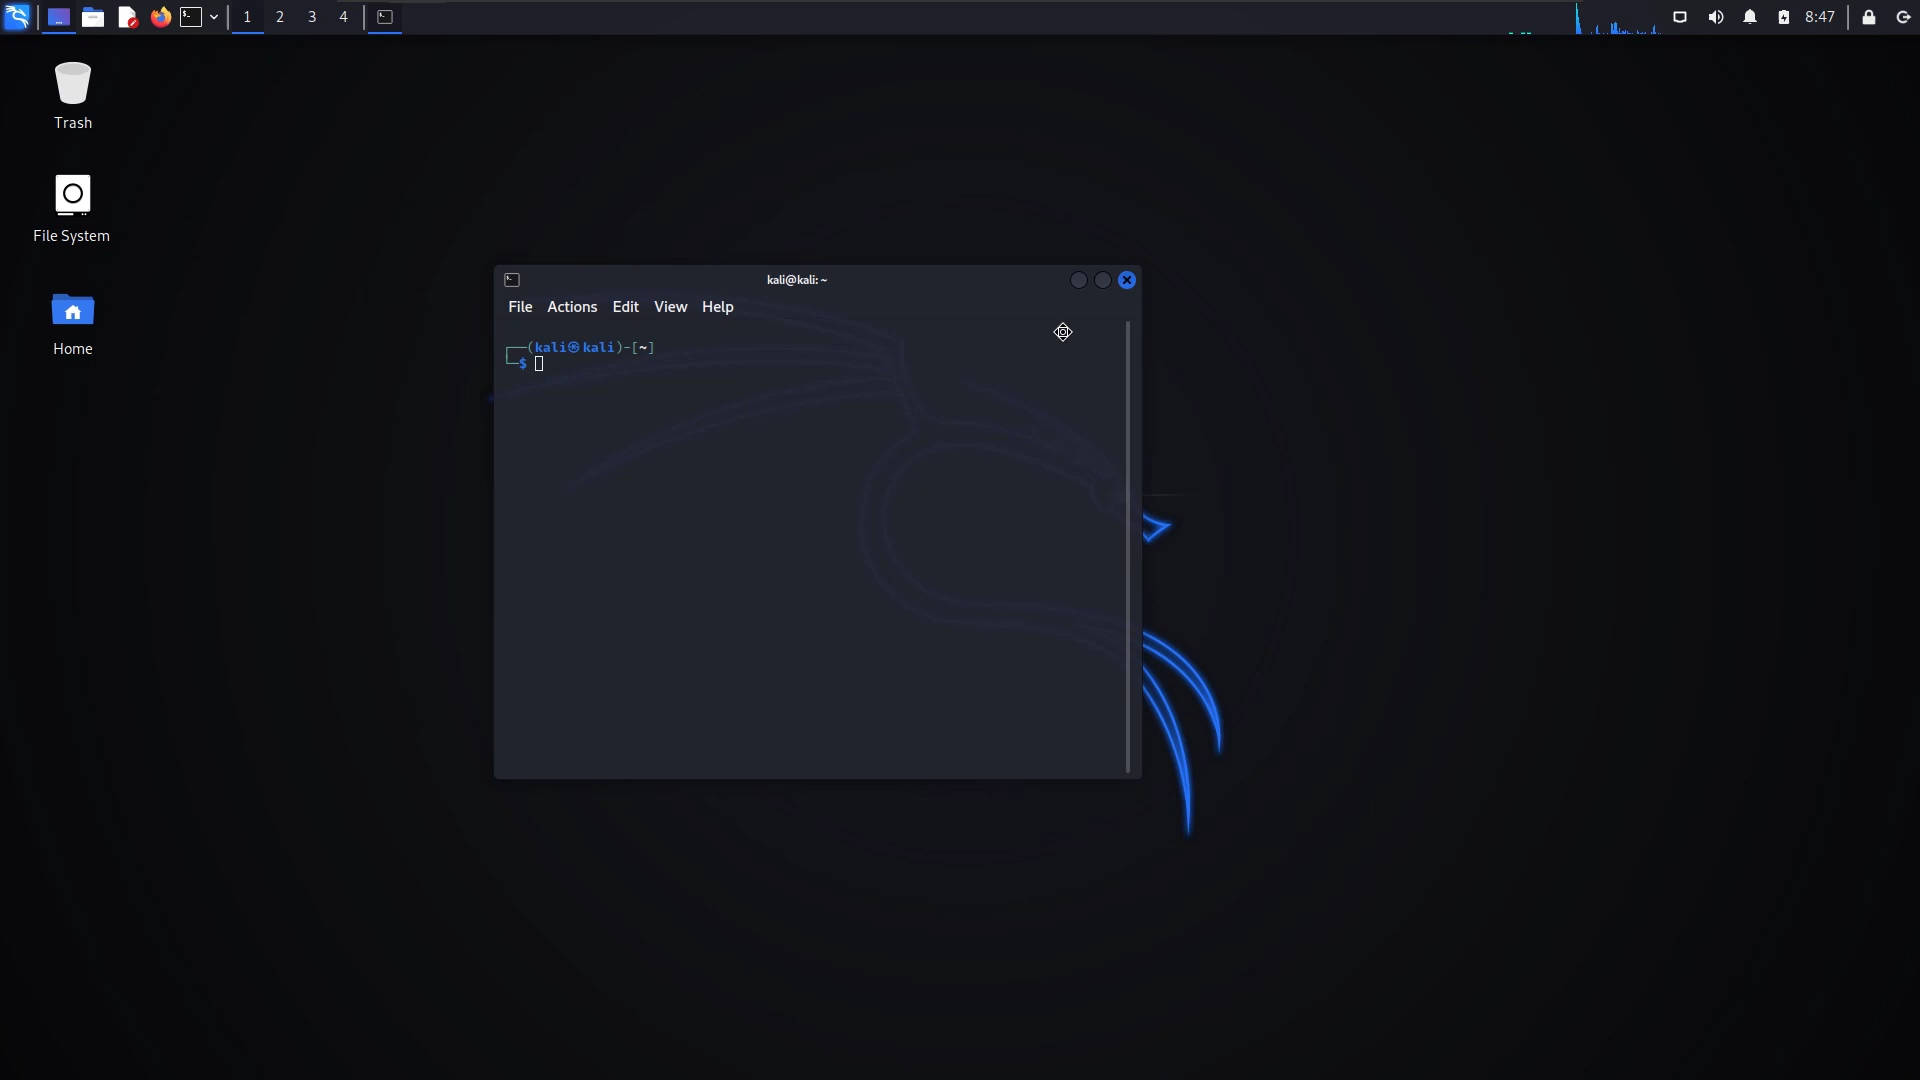 1 2 3 4 8:47
Trash
File System
Home
kali@kali: ~
File Actions Edit View Help
┌──(kali㉿kali)-[~]
└─$